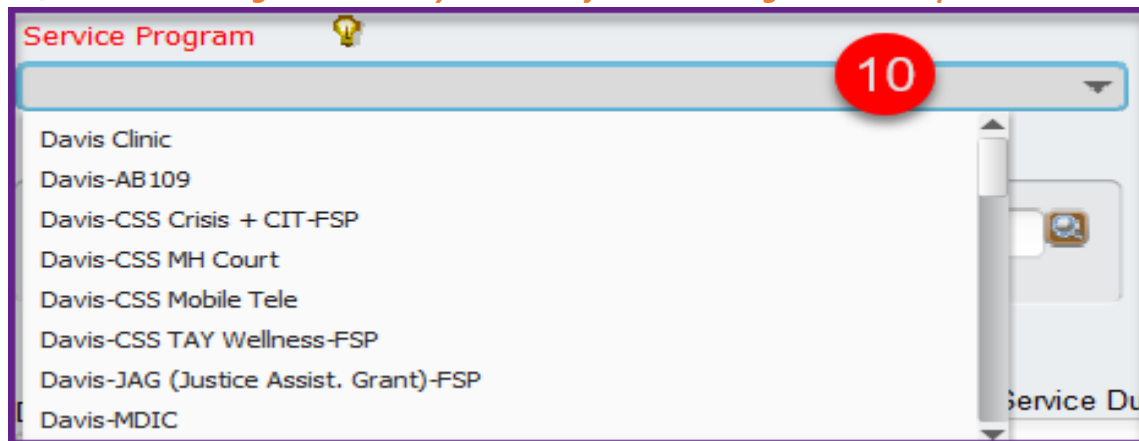 Service Program
10
Davis Clinic
Davis-AB109
Davis-CSS Crisis + CIT-FSP
Davis-CSS MH Court
Davis-CSS Mobile Tele
Davis-CSS TAY Wellness-FSP
Davis-JAG (Justice Assist. Grant)-FSP
Davis-MDIC